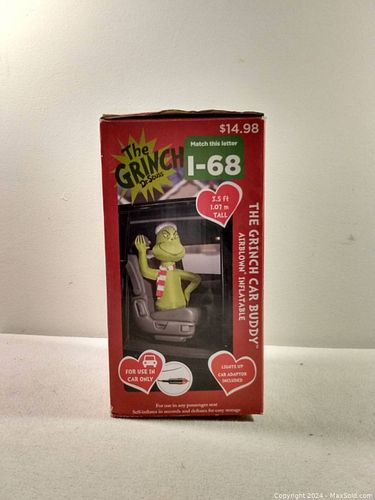 $14.98
Match this letter
I-68
The
GRINCH
Dr. Seuss
3.5 ft
1.07 m
TALL
THE GRINCH CAR BUDDY™
AIRBLOWN® INFLATABLE
FOR USE IN
CAR ONLY
LIGHTS UP
CAR ADAPTOR
INCLUDED
For use in any passenger seat
Self-inflates in seconds and deflates for easy storage
Copyright 2024 - MaxSold.com